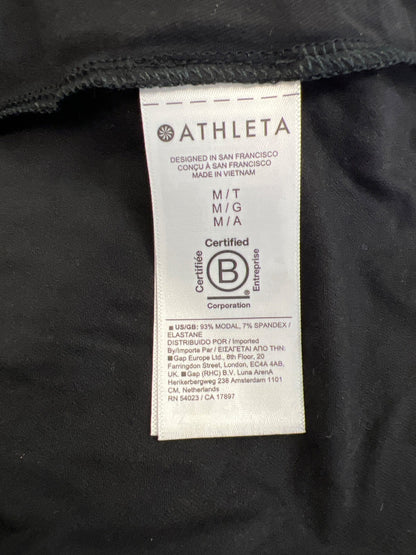 ATHLETA
DESIGNED IN SAN FRANCISCO
CONÇU À SAN FRANCISCO
MADE IN VIETNAM
M / T
M / G
M / A
Certified
Certifiée
B
Entreprise
®
Corporation
■ US/GB: 93% MODAL, 7% SPANDEX /
ELASTANE
DISTRIBUIDO POR / Imported
By/Importe Par / ΕΙΣΑΓΕΤΑΙ ΑΠΟ ΤΗΝ:
■ Gap Europe Ltd., 6th Floor, 20
Farringdon Street, London, EC4A 4AB,
UK. ■ Gap (RHC) B.V. Luna ArenA
Herikerbergweg 238 Amsterdam 1101
CM, Netherlands
RN 54023 / CA 17897